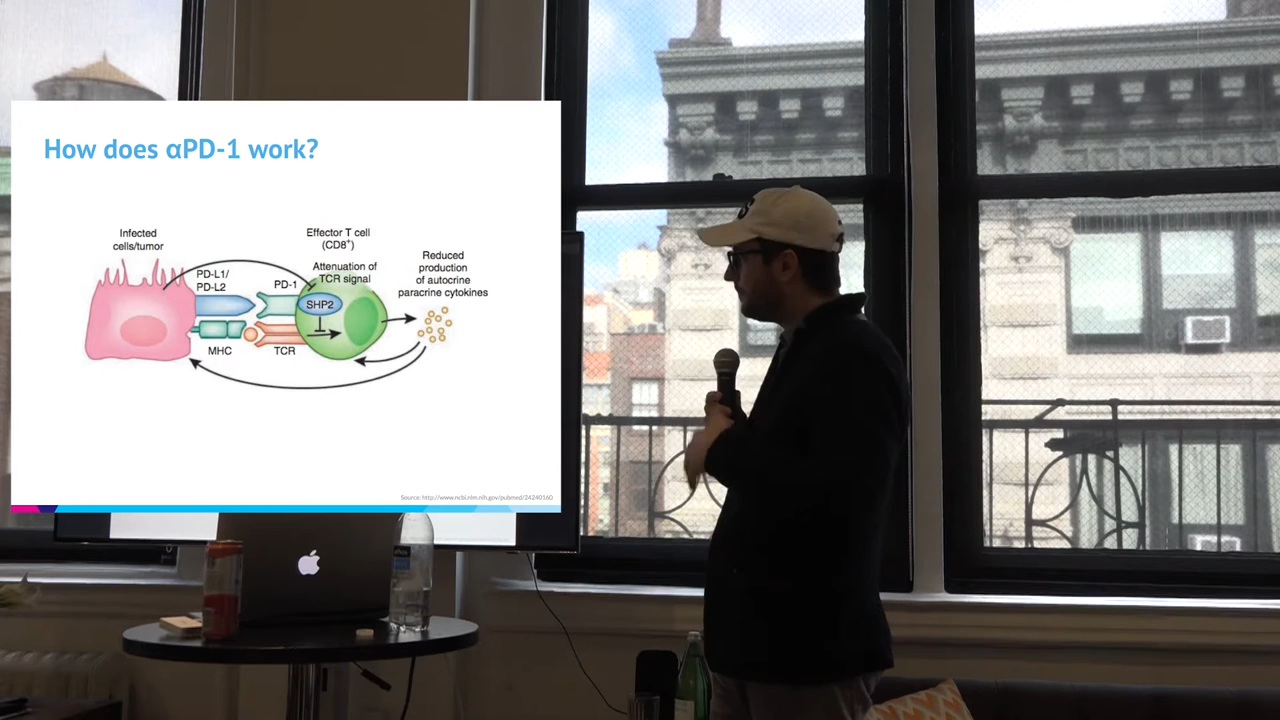 How does αPD-1 work?
Infected
cells/tumor
Effector T cell
(CD8+)
Attenuation of
TCR signal
Reduced
production
of autocrine
paracrine cytokines
PD-L1/
PD-L2
PD-1
SHP2
MHC
TCR
Source: http://www.ncbi.nlm.nih.gov/pubmed/24240160
S